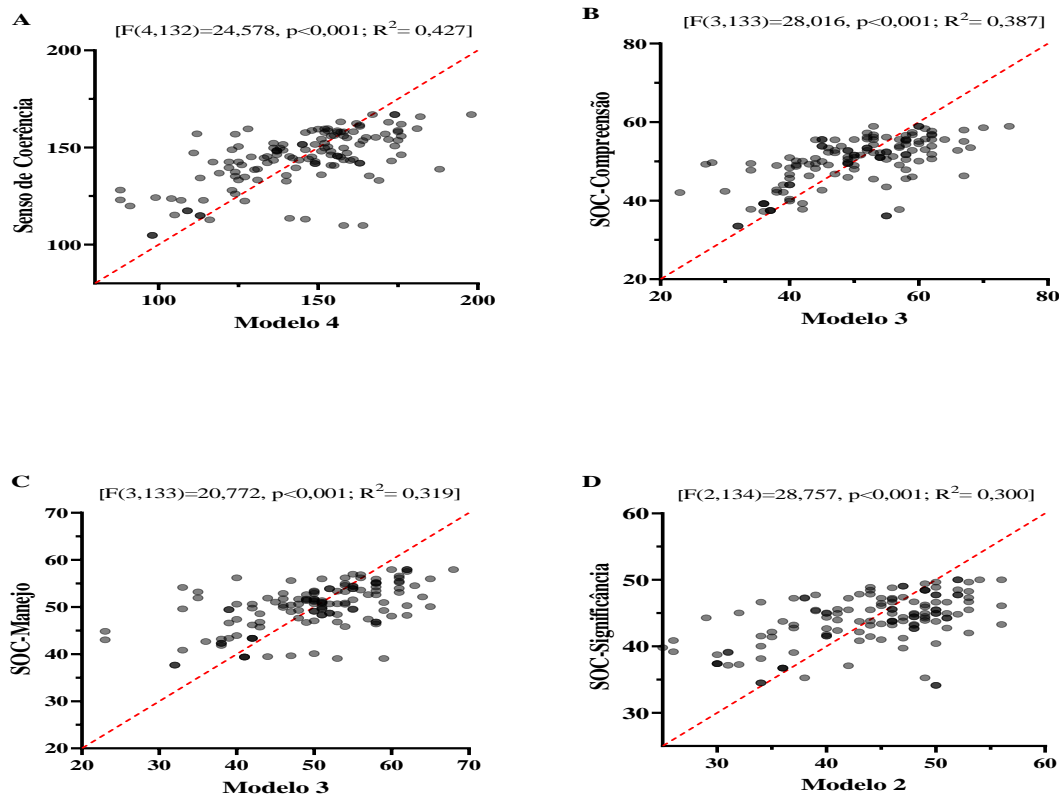 A
[F(4,132)=24,578, p<0,001; R²= 0,427]
200
150
100
Senso de Coerência
100 150 200
Modelo 4
B
[F(3,133)=28,016, p<0,001; R²= 0,387]
80
60
40
20
SOC-Compreensão
20 40 60 80
Modelo 3
C
[F(3,133)=20,772, p<0,001; R²= 0,319]
70
60
50
40
30
20
SOC-Manejo
20 30 40 50 60 70
Modelo 3
D
[F(2,134)=28,757, p<0,001; R²= 0,300]
60
50
40
30
SOC-Significância
30 40 50 60
Modelo 2